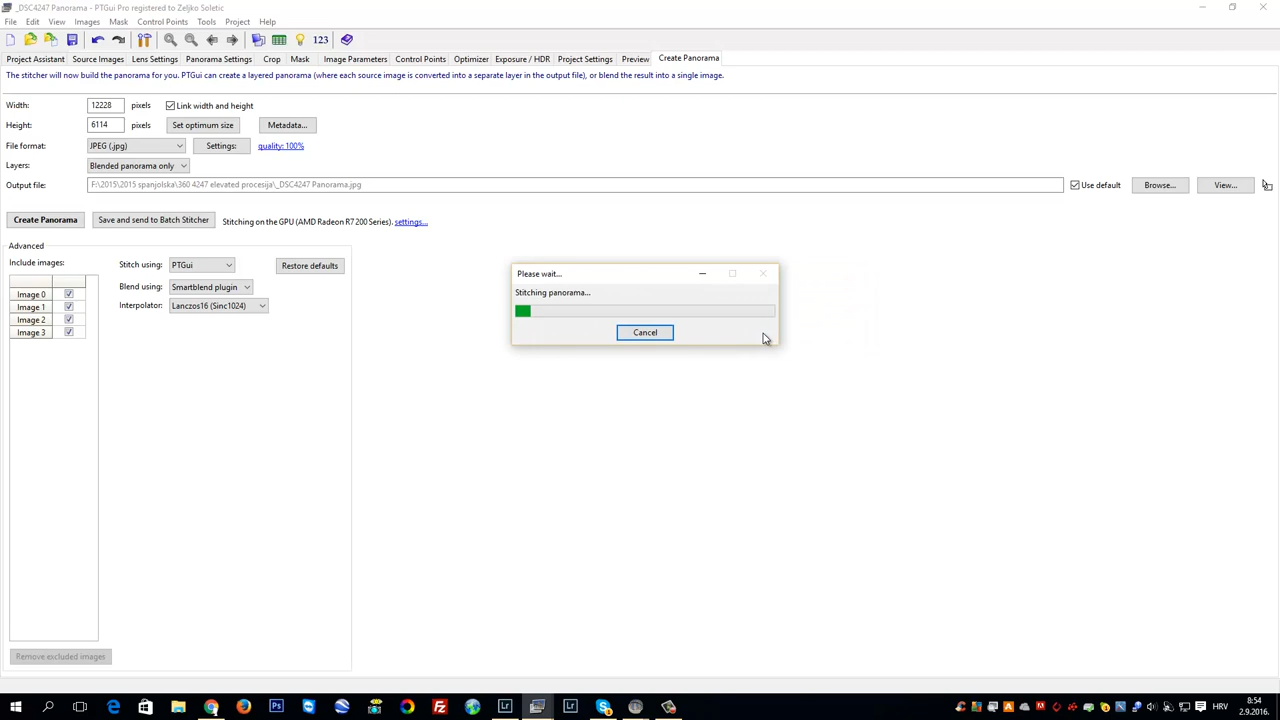 _DSC4247 Panorama - PTGui Pro registered to Zeljko Soletic
File Edit View Images Mask Control Points Tools Project Help
123
Project Assistant Source Images Lens Settings Panorama Settings Crop Mask Image Parameters Control Points Optimizer Exposure / HDR Project Settings Preview Create Panorama
The stitcher will now build the panorama for you. PTGui can create a layered panorama (where each source image is converted into a separate layer in the output file), or blend the result into a single image.
Width: 12228 pixels Link width and height
Height: 6114 pixels Set optimum size Metadata...
File format: JPEG (.jpg) Settings: quality: 100%
Layers: Blended panorama only
Output file: F:\2015\2015 spanjolska\360 4247 elevated procesija\_DSC4247 Panorama.jpg Use default Browse... View...
Create Panorama Save and send to Batch Stitcher Stitching on the GPU (AMD Radeon R7 200 Series). settings...
Advanced
Include images: Stitch using: PTGui Restore defaults
Blend using: Smartblend plugin
Interpolator: Lanczos16 (Sinc1024)
Image 0
Image 1
Image 2
Image 3
Please wait...
Stitching panorama...
Cancel
Remove excluded images
HRV
8:54
2.9.2016.